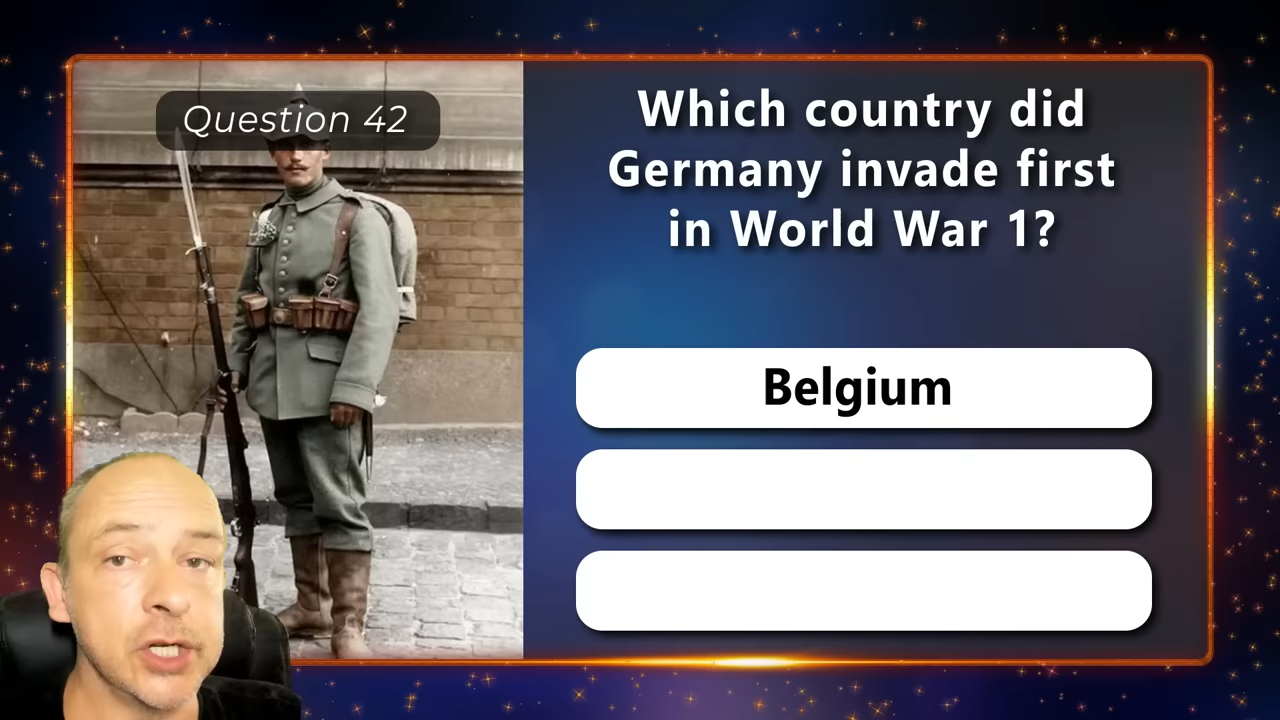 Question 42
Which country did
Germany invade first
in World War 1?
Belgium